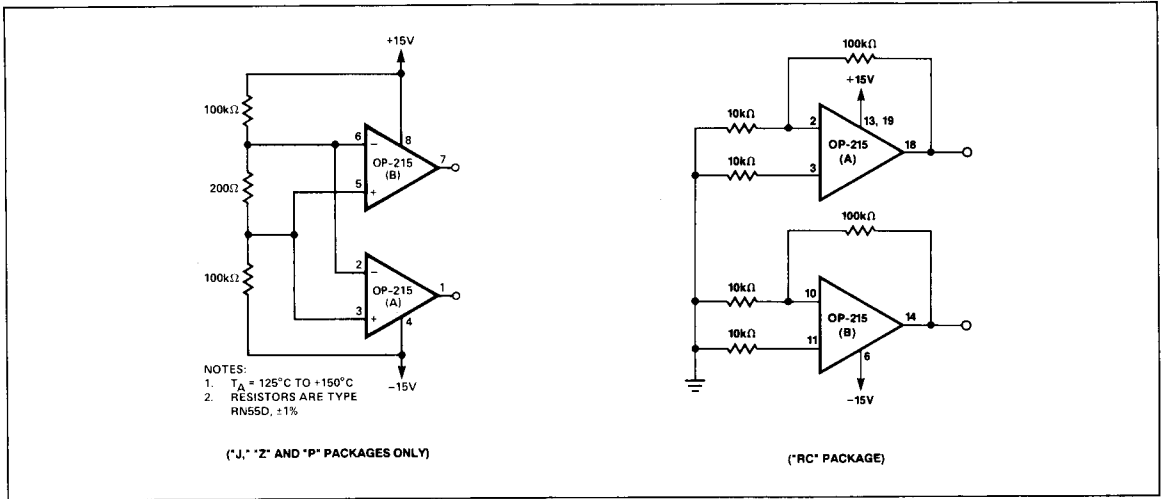 +15V
100kΩ
6
−
8
OP-215
(B)
7
5
+
200Ω
100kΩ
2
−
OP-215
(A)
1
3
+
4
−15V
NOTES:
1. TA = 125°C TO +150°C
2. RESISTORS ARE TYPE
RN55D, ±1%
("J," "Z" AND "P" PACKAGES ONLY)
100kΩ
+15V
10kΩ
2
13, 19
OP-215
(A)
18
10kΩ
3
100kΩ
10kΩ
10
OP-215
(B)
14
10kΩ
11
6
−15V
("RC" PACKAGE)